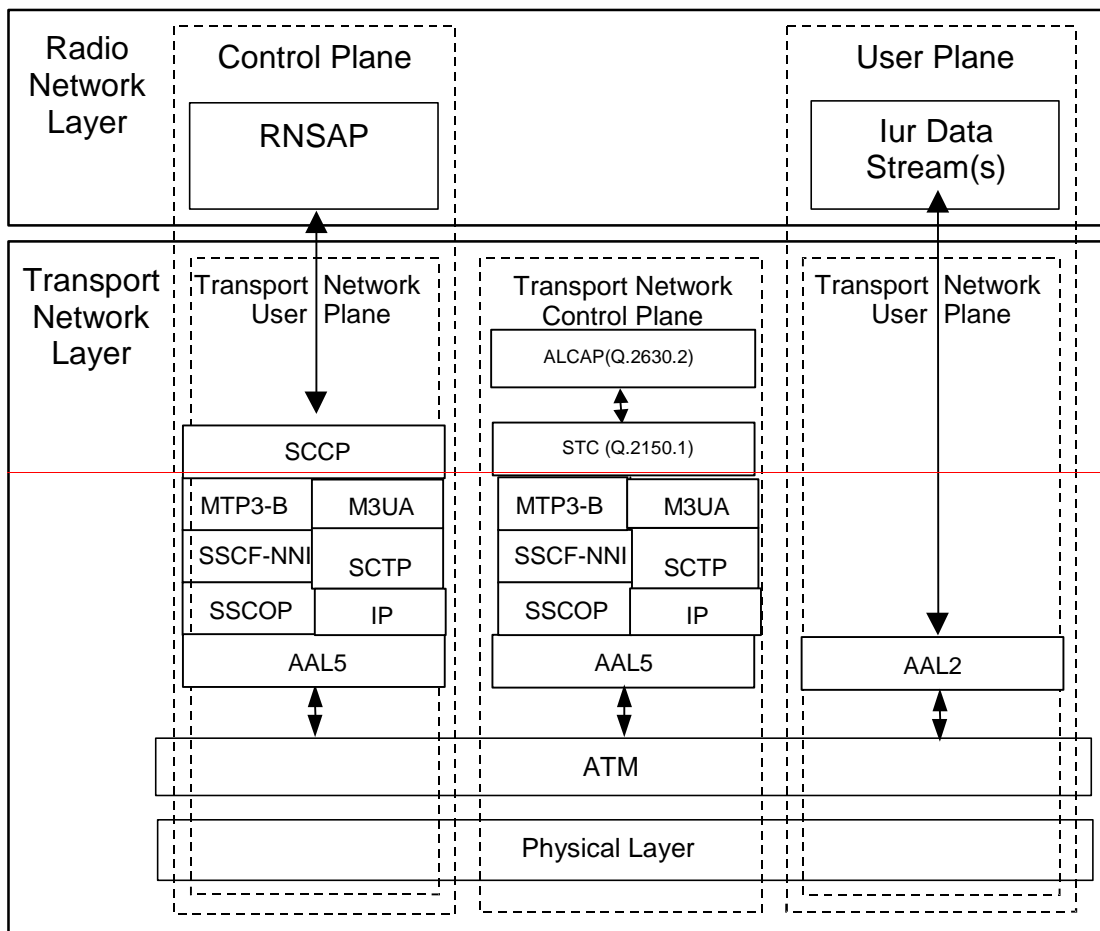 Radio
Network
Layer
Control Plane
User Plane
RNSAP
Iur Data
Stream(s)
Transport
Network
Layer
Transport Network
User Plane
Transport Network
Control Plane
Transport Network
User Plane
ALCAP(Q.2630.2)
SCCP
STC (Q.2150.1)
MTP3-B
M3UA
MTP3-B
M3UA
SSCF-NNI
SCTP
SSCF-NNI
SCTP
SSCOP
IP
SSCOP
IP
AAL5
AAL5
AAL2
ATM
Physical Layer